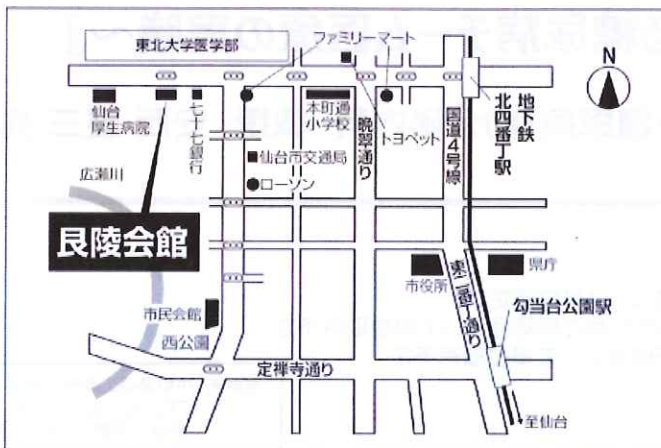 東北大学医学部
ファミリーマート
N
仙台
厚生病院
七十七銀行
本町通
小学校
晩翠通り
トヨペット
国道4号線
地下鉄
北四番丁駅
仙台市交通局
ローソン
広瀬川
艮陵会館
市役所
東二番丁通り
県庁
市民会館
西公園
勾当台公園駅
定禅寺通り
至仙台